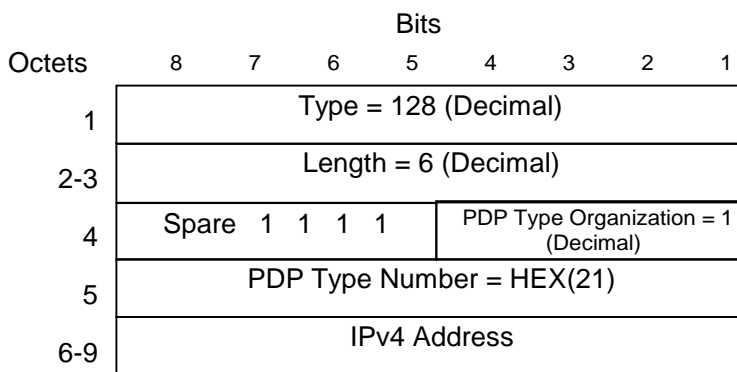 Bits
Octets 8 7 6 5 4 3 2 1
1 Type = 128 (Decimal)
2-3 Length = 6 (Decimal)
4 Spare 1 1 1 1 PDP Type Organization = 1
(Decimal)
5 PDP Type Number = HEX(21)
6-9 IPv4 Address